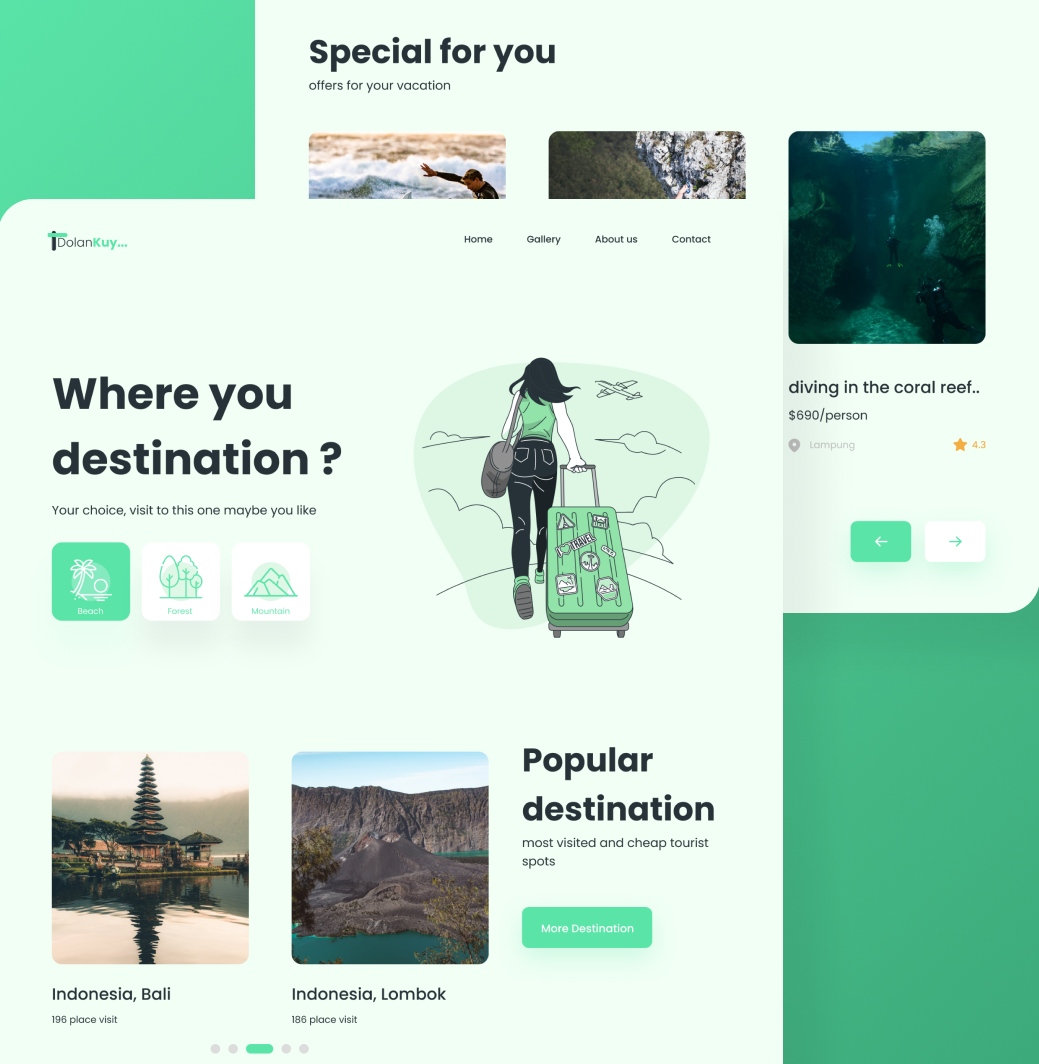 Special for you
offers for your vacation
DolanKuy...
Home
Gallery
About us
Contact
Where you
destination ?
Your choice, visit to this one maybe you like
Beach
Forest
Mountain
I TRAVEL
diving in the coral reef..
$690/person
Lampung
4.3
Popular
destination
most visited and cheap tourist
spots
More Destination
Indonesia, Bali
196 place visit
Indonesia, Lombok
186 place visit